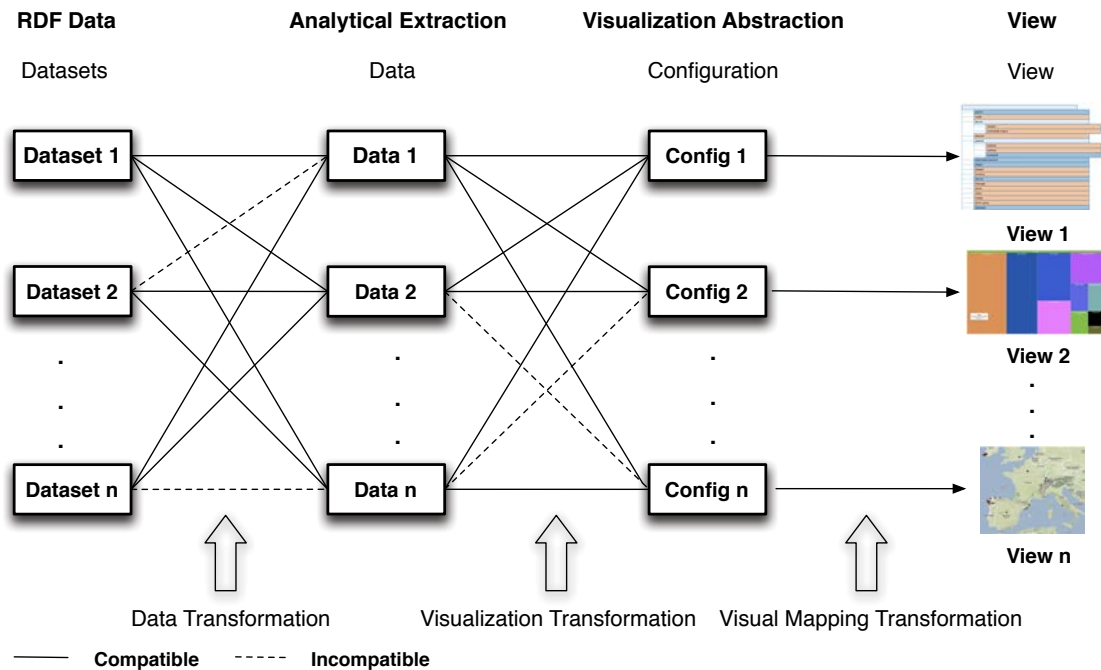 RDF Data Analytical Extraction Visualization Abstraction View
Datasets Data Configuration View
Dataset 1 Data 1 Config 1
View 1
Dataset 2 Data 2 Config 2
View 2
Dataset n Data n Config n
View n
Data Transformation Visualization Transformation Visual Mapping Transformation
Compatible Incompatible